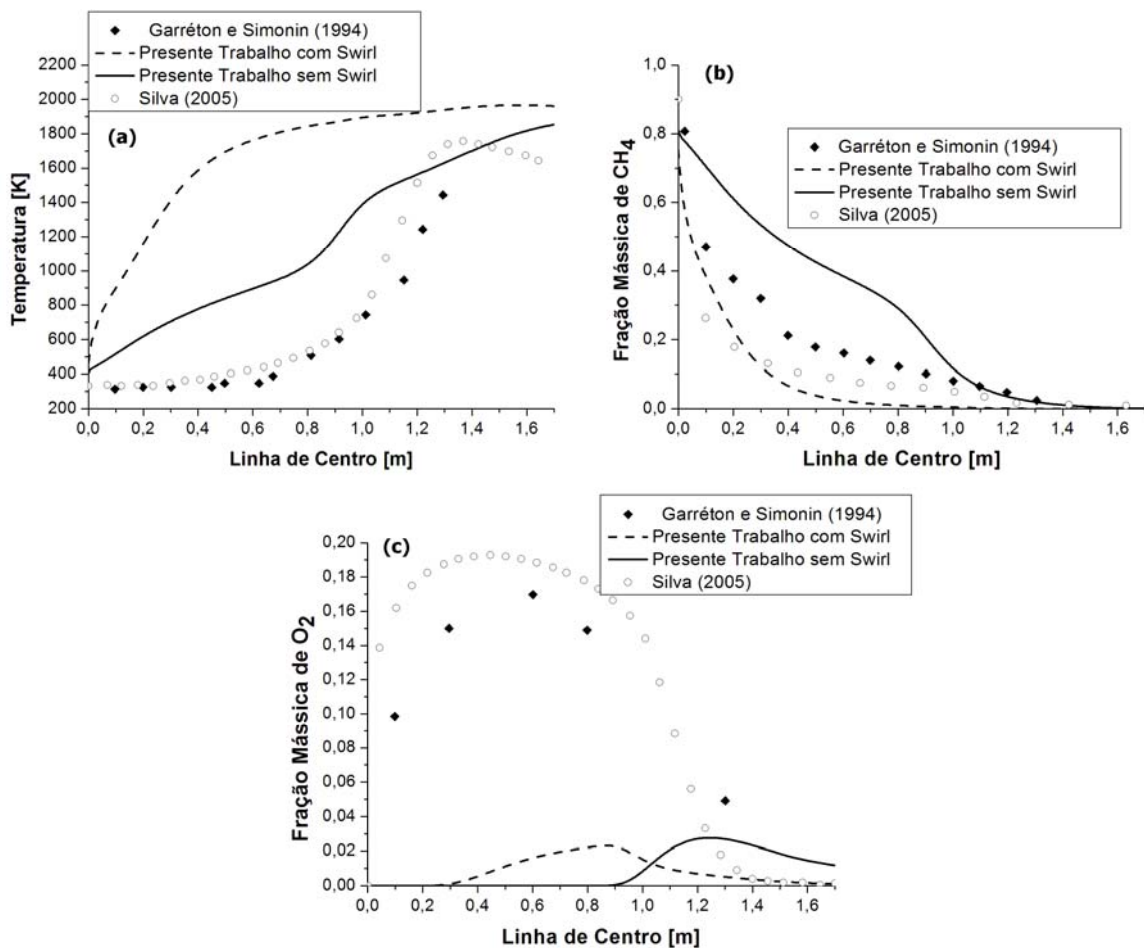 Garréton e Simonin (1994)
Presente Trabalho com Swirl
Presente Trabalho sem Swirl
Silva (2005)
(a)
2200
2000
1800
1600
1400
1200
1000
800
600
400
200
Temperatura [K]
0,0 0,2 0,4 0,6 0,8 1,0 1,2 1,4 1,6
Linha de Centro [m]
(b)
Garréton e Simonin (1994)
Presente Trabalho com Swirl
Presente Trabalho sem Swirl
Silva (2005)
1,0
0,8
0,6
0,4
0,2
0,0
Fração Mássica de CH4
0,0 0,2 0,4 0,6 0,8 1,0 1,2 1,4 1,6
Linha de Centro [m]
Garréton e Simonin (1994)
Presente Trabalho com Swirl
Presente Trabalho sem Swirl
Silva (2005)
(c)
0,20
0,18
0,16
0,14
0,12
0,10
0,08
0,06
0,04
0,02
0,00
Fração Mássica de O2
0,0 0,2 0,4 0,6 0,8 1,0 1,2 1,4 1,6
Linha de Centro [m]